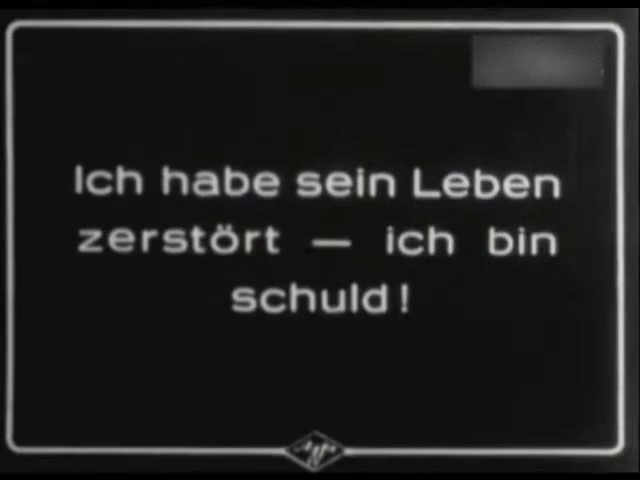 Ich habe sein Leben
zerstört — ich bin
schuld!